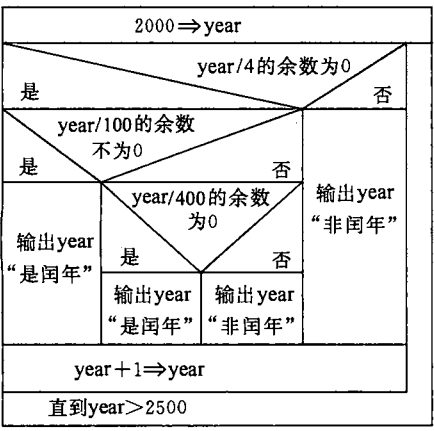 2000⇒year
year/4的余数为0
是
否
year/100的余数
不为0
是
否
year/400的余数
为0
是
否
输出year
“是闰年”
输出year
“是闰年”
输出year
“非闰年”
输出year
“非闰年”
year+1⇒year
直到year>2500